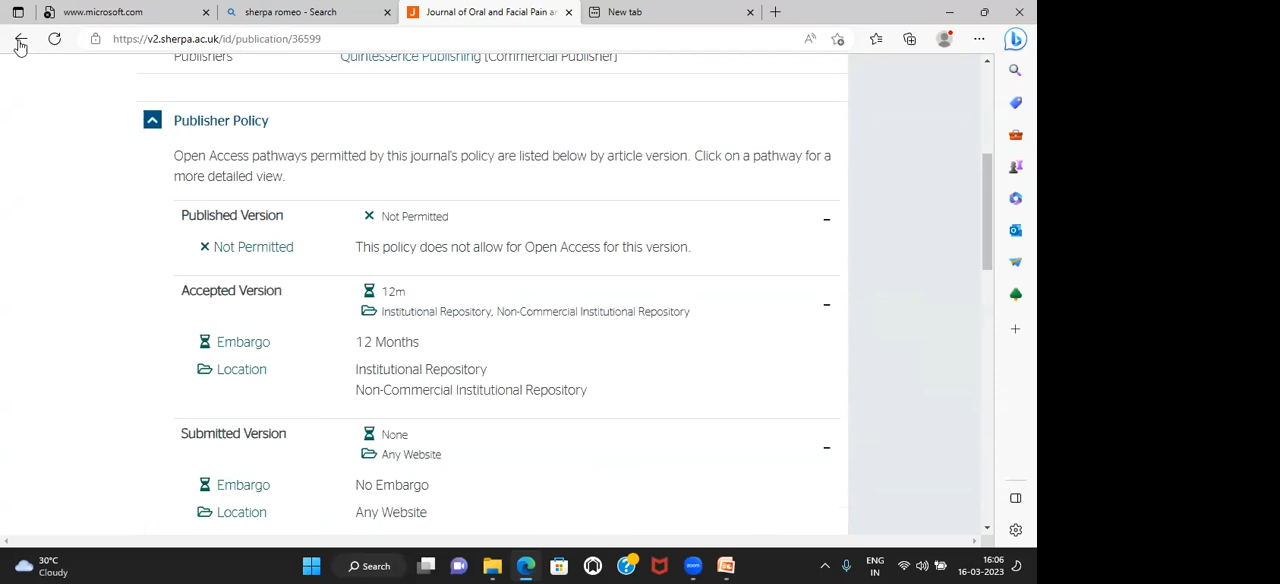 www.microsoft.com
sherpa romeo - Search
Journal of Oral and Facial Pain ar
New tab
https://v2.sherpa.ac.uk/id/publication/36599
Publishers
Quintessence Publishing [Commercial Publisher]
Publisher Policy
Open Access pathways permitted by this journal's policy are listed below by article version. Click on a pathway for a
more detailed view.
Published Version
Not Permitted
Not Permitted
This policy does not allow for Open Access for this version.
Accepted Version
12m
Institutional Repository, Non-Commercial Institutional Repository
Embargo
12 Months
Location
Institutional Repository
Non-Commercial Institutional Repository
Submitted Version
None
Any Website
Embargo
No Embargo
Location
Any Website
30°C
Cloudy
Search
ENG
IN
16:06
16-03-2023